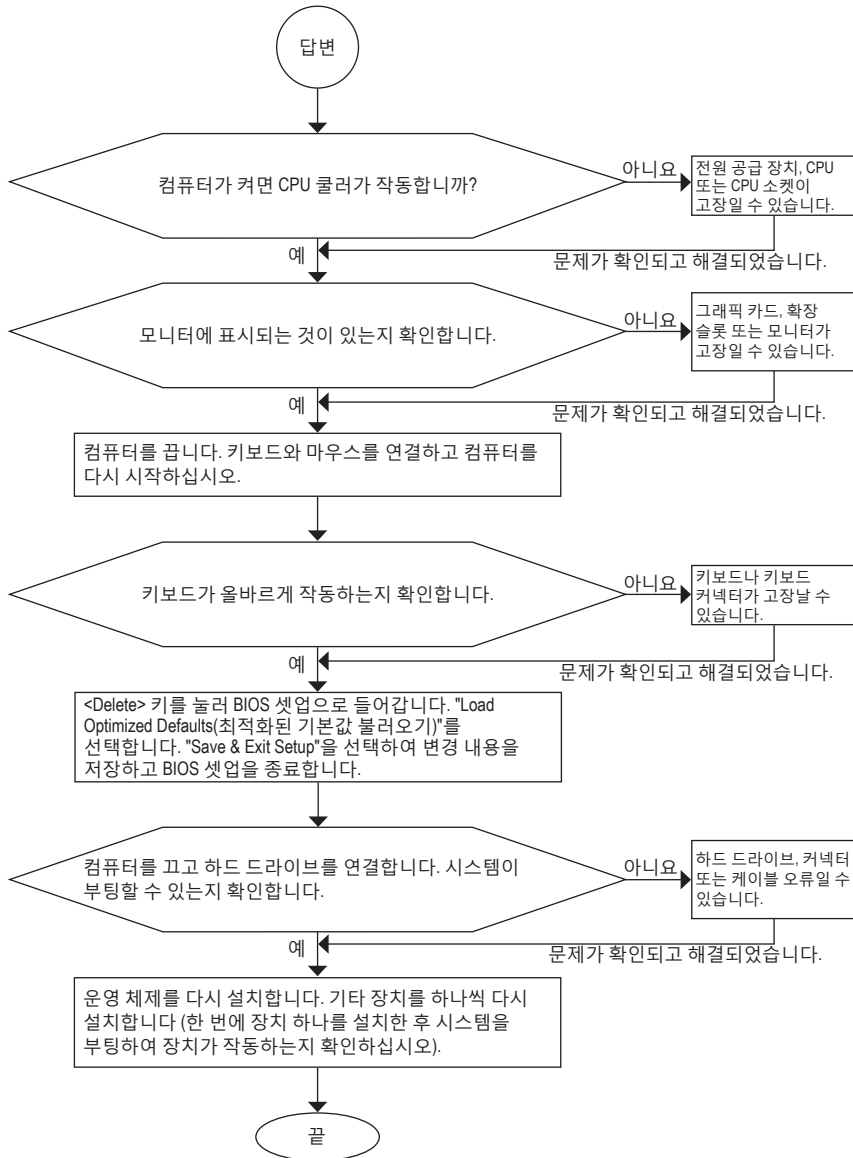 답변
컴퓨터가 켜면 CPU 쿨러가 작동합니까?
아니요
전원 공급 장치, CPU
또는 CPU 소켓이
고장일 수 있습니다.
예
문제가 확인되고 해결되었습니다.
모니터에 표시되는 것이 있는지 확인합니다.
아니요
그래픽 카드, 확장
슬롯 또는 모니터가
고장일 수 있습니다.
예
문제가 확인되고 해결되었습니다.
컴퓨터를 끕니다. 키보드와 마우스를 연결하고 컴퓨터를
다시 시작하십시오.
키보드가 올바르게 작동하는지 확인합니다.
아니요
키보드나 키보드
커넥터가 고장날 수
있습니다.
예
문제가 확인되고 해결되었습니다.
<Delete> 키를 눌러 BIOS 셋업으로 들어갑니다. "Load
Optimized Defaults(최적화된 기본값 불러오기)"를
선택합니다. "Save & Exit Setup"을 선택하여 변경 내용을
저장하고 BIOS 셋업을 종료합니다.
컴퓨터를 끄고 하드 드라이브를 연결합니다. 시스템이
부팅할 수 있는지 확인합니다.
아니요
하드 드라이브, 커넥터
또는 케이블 오류일 수
있습니다.
예
문제가 확인되고 해결되었습니다.
운영 체제를 다시 설치합니다. 기타 장치를 하나씩 다시
설치합니다 (한 번에 장치 하나를 설치한 후 시스템을
부팅하여 장치가 작동하는지 확인하십시오).
끝